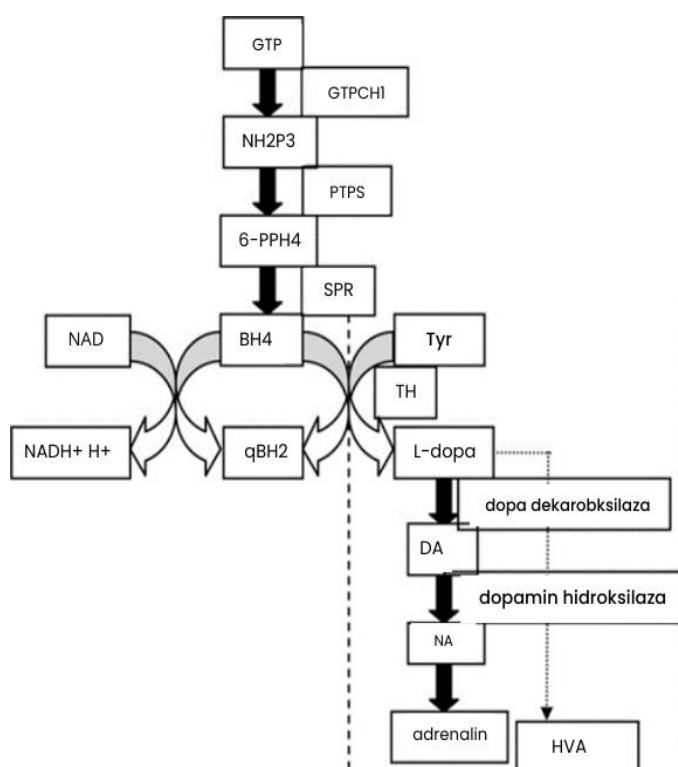 GTP
GTPCH1
NH2P3
PTPS
6-PPH4
SPR
NAD
BH4
Tyr
TH
NADH+ H+
qBH2
L-dopa
dopa dekarobksilaza
DA
dopamin hidroksilaza
NA
adrenalin
HVA